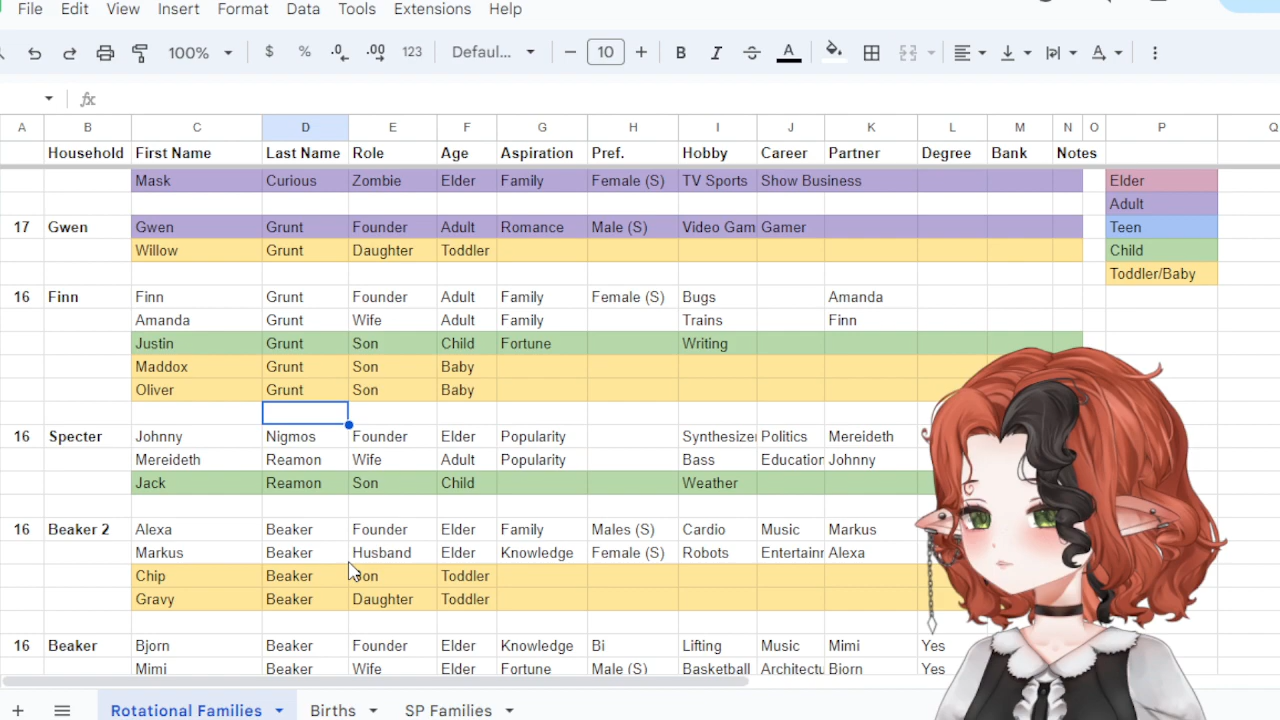 File Edit View Insert Format Data Tools Extensions Help
100% $ % .0 .00 123 Defaul... 10 B I A A
fx
A B C D E F G H I J K L M N O P Q
Household First Name Last Name Role Age Aspiration Pref. Hobby Career Partner Degree Bank Notes
Mask Curious Zombie Elder Family Female (S) TV Sports Show Business Elder
Adult
17 Gwen Gwen Grunt Founder Adult Romance Male (S) Video Gam Gamer Teen
Willow Grunt Daughter Toddler Child
Toddler/Baby
16 Finn Finn Grunt Founder Adult Family Female (S) Bugs Amanda
Amanda Grunt Wife Adult Family Trains Finn
Justin Grunt Son Child Fortune Writing
Maddox Grunt Son Baby
Oliver Grunt Son Baby
16 Specter Johnny Nigmos Founder Elder Popularity Synthesize Politics Mereideth
Mereideth Reamon Wife Adult Popularity Bass Education Johnny
Jack Reamon Son Child Weather
16 Beaker 2 Alexa Beaker Founder Elder Family Males (S) Cardio Music Markus
Markus Beaker Husband Elder Knowledge Female (S) Robots Entertainr Alexa
Chip Beaker Son Toddler
Gravy Beaker Daughter Toddler
16 Beaker Bjorn Beaker Founder Elder Knowledge Bi Lifting Music Mimi Yes
Mimi Beaker Wife Elder Fortune Male (S) Basketball Architectu Bjorn Yes
Rotational Families Births SP Families